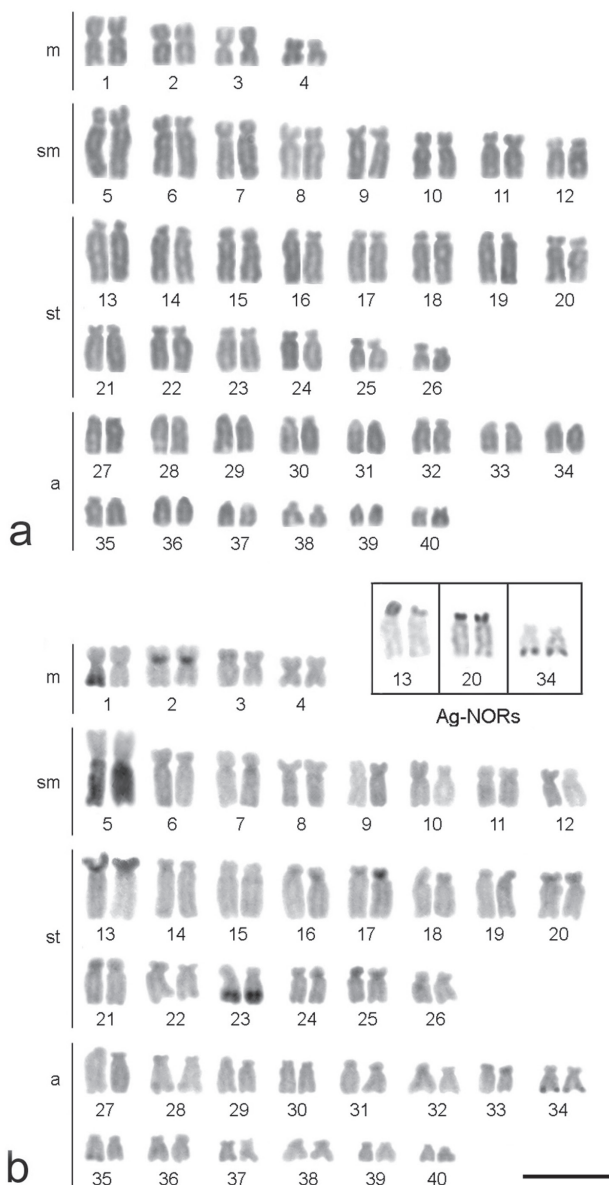 m
1 2 3 4
sm
5 6 7 8 9 10 11 12
st
13 14 15 16 17 18 19 20
21 22 23 24 25 26
a
27 28 29 30 31 32 33 34
35 36 37 38 39 40
a
13 20 34
Ag-NORs
m
1 2 3 4
sm
5 6 7 8 9 10 11 12
st
13 14 15 16 17 18 19 20
21 22 23 24 25 26
a
27 28 29 30 31 32 33 34
35 36 37 38 39 40
b